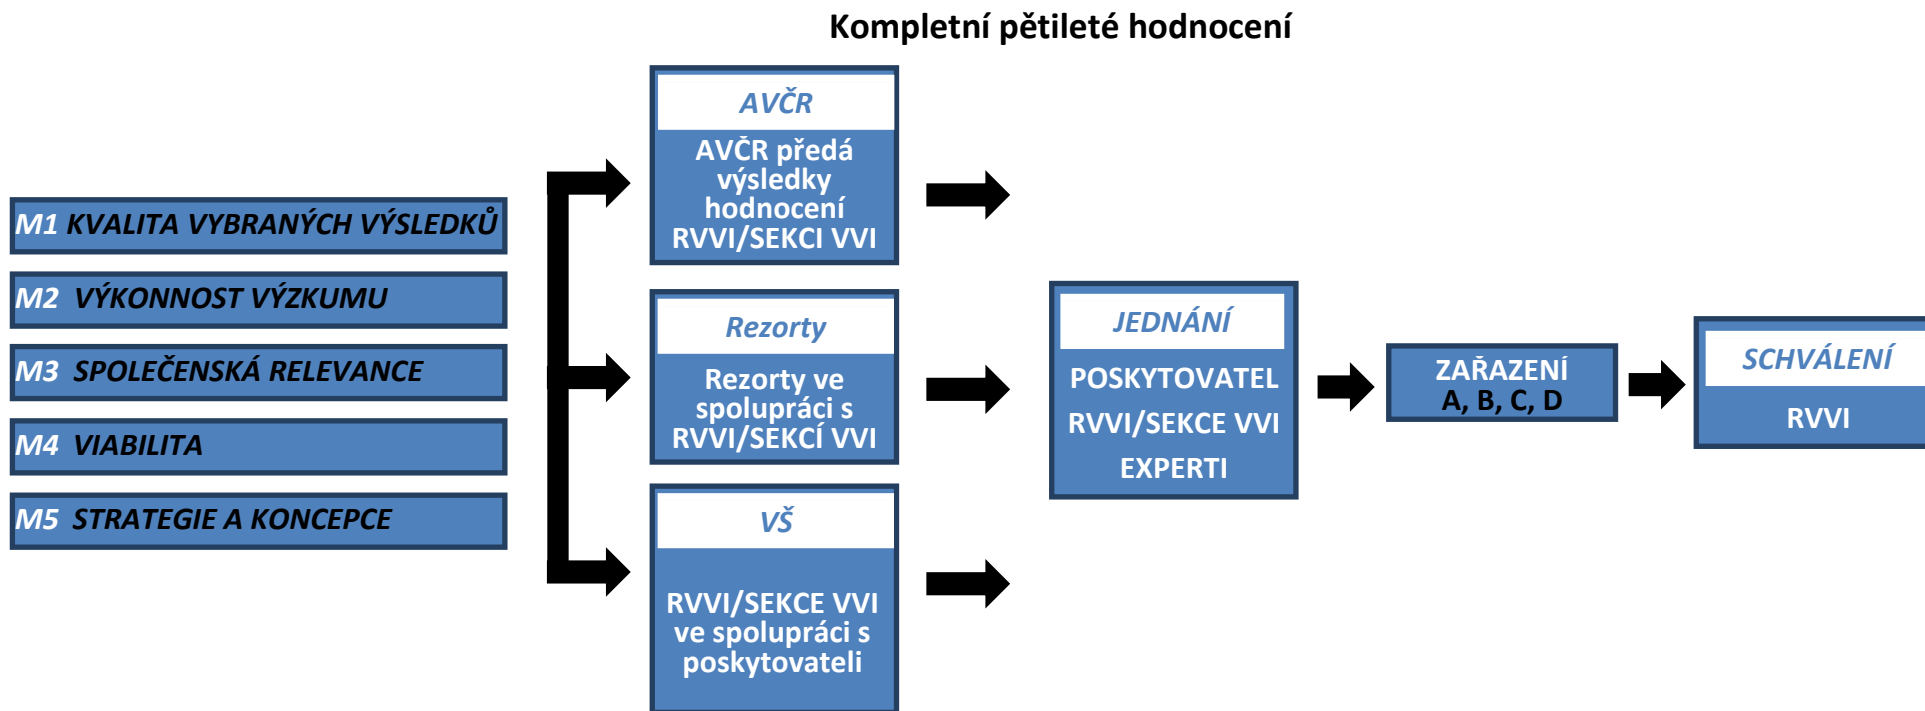 Kompletní pětileté hodnocení
M1 KVALITA VYBRANÝCH VÝSLEDKŮ
M2 VÝKONNOST VÝZKUMU
M3 SPOLEČENSKÁ RELEVANCE
M4 VIABILITA
M5 STRATEGIE A KONCEPCE
AVČR
AVČR předá
výsledky
hodnocení
RVVI/SEKCI VVI
Rezorty
Rezorty ve
spolupráci s
RVVI/SEKCÍ VVI
VŠ
RVVI/SEKCE VVI
ve spolupráci s
poskytovateli
JEDNÁNÍ
POSKYTOVATEL
RVVI/SEKCE VVI
EXPERTI
ZAŘAZENÍ
A, B, C, D
SCHVÁLENÍ
RVVI